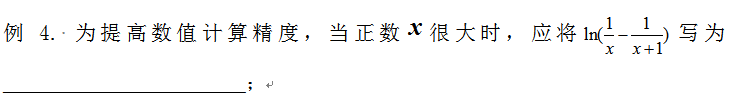 例 4. 为提高数值计算精度，当正数 x 很大时，应将 ln(1/x - 1/(x+1)) 写为
______________________；